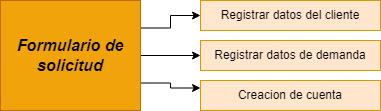 Formulario de
solicitud
Registrar datos del cliente
Registrar datos de demanda
Creacion de cuenta